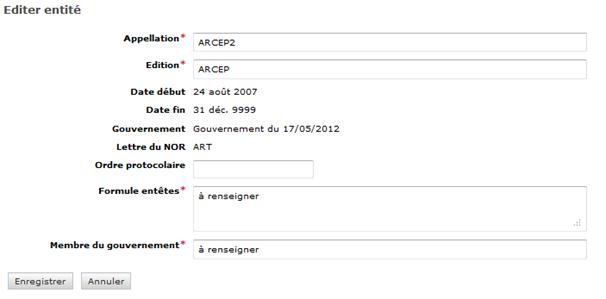 Editer entité
Appellation* ARCEP2
Edition* ARCEP
Date début 24 août 2007
Date fin 31 déc. 9999
Gouvernement Gouvernement du 17/05/2012
Lettre du NOR ART
Ordre protocolaire
Formule entêtes* à renseigner
Membre du gouvernement* à renseigner
Enregistrer Annuler